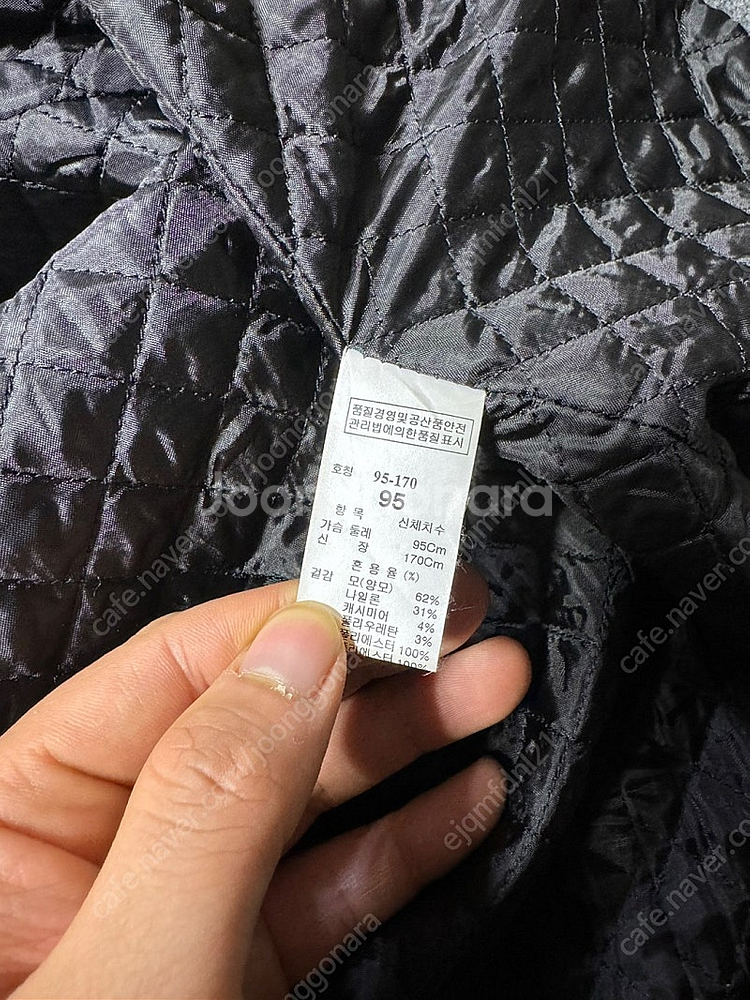 품질경영및공산품안전
관리법에의한품질표시
호칭 95-170
95
항 목 신체치수
가슴 둘레 95Cm
신 장 170Cm
혼 용 율 (%)
겉감 모(양모) 62%
나일론 31%
캐시미어 4%
폴리우레탄 3%
폴리에스터 100%
100%
Joonggonara
cafe.naver.com/joonggonara
ejqmfdnl121